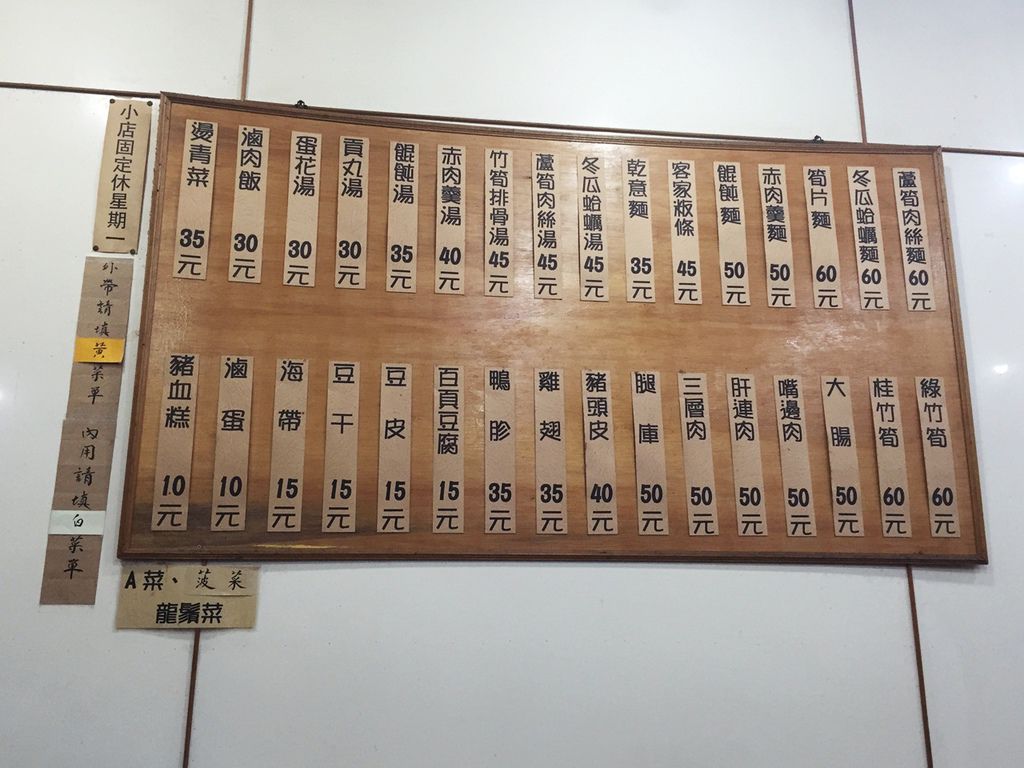 小店固定休星期一
外帶請填黃菜單
內用請填白菜單
蘆筍肉絲麵60元
冬瓜蛤蠣麵60元
筍片麵60元
赤肉羹麵50元
餛飩麵50元
客家粄條45元
乾意麵35元
冬瓜蛤蠣湯45元
蘆筍肉絲湯45元
竹筍排骨湯45元
赤肉羹湯40元
餛飩湯35元
貢丸湯30元
蛋花湯30元
滷肉飯30元
燙青菜35元
綠竹筍60元
桂竹筍60元
大腸50元
嘴邊肉50元
肝連肉50元
三層肉50元
腿庫50元
豬頭皮40元
雞翅35元
鴨胗35元
百頁豆腐15元
豆皮15元
豆干15元
海帶15元
滷蛋10元
豬血糕10元
A菜、菠菜
龍鬚菜